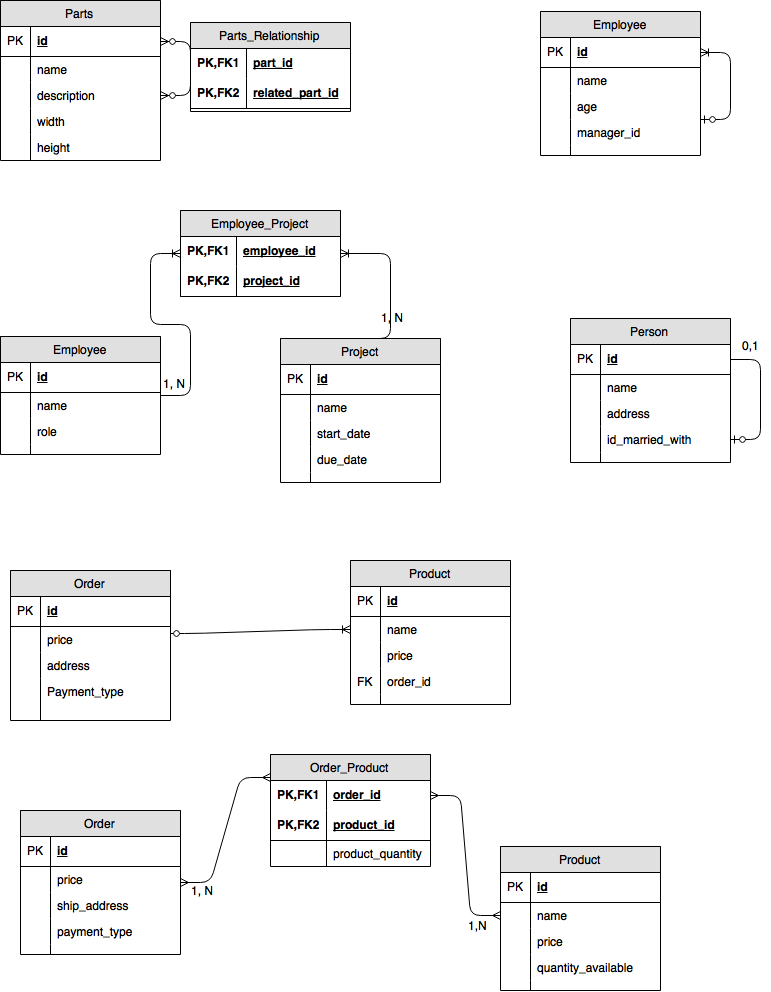 Parts
PK id
name
description
width
height
Parts_Relationship
PK,FK1 part_id
PK,FK2 related_part_id
Employee
PK id
name
age
manager_id
Employee_Project
PK,FK1 employee_id
PK,FK2 project_id
1, N
1, N
Employee
PK id
name
role
Project
PK id
name
start_date
due_date
Person
PK id
name
address
id_married_with
0,1
Order
PK id
price
address
Payment_type
Product
PK id
name
price
FK order_id
Order_Product
PK,FK1 order_id
PK,FK2 product_id
product_quantity
Order
PK id
price
ship_address
payment_type
1, N
1,N
Product
PK id
name
price
quantity_available